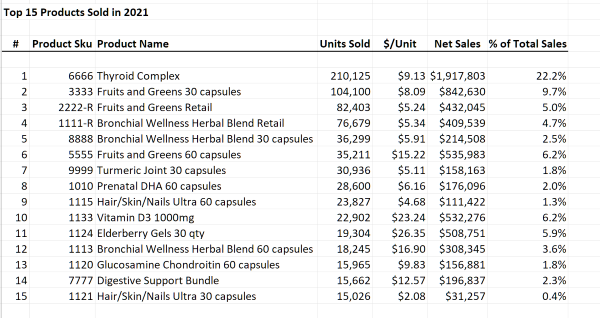 Top 15 Products Sold in 2021
# Product Sku Product Name Units Sold $/Unit Net Sales % of Total Sales
1 6666 Thyroid Complex 210,125 $9.13 $1,917,803 22.2%
2 3333 Fruits and Greens 30 capsules 104,100 $8.09 $842,630 9.7%
3 2222-R Fruits and Greens Retail 82,403 $5.24 $432,045 5.0%
4 1111-R Bronchial Wellness Herbal Blend Retail 76,679 $5.34 $409,539 4.7%
5 8888 Bronchial Wellness Herbal Blend 30 capsules 36,299 $5.91 $214,508 2.5%
6 5555 Fruits and Greens 60 capsules 35,211 $15.22 $535,983 6.2%
7 9999 Turmeric Joint 30 capsules 30,936 $5.11 $158,163 1.8%
8 1010 Prenatal DHA 60 capsules 28,600 $6.16 $176,096 2.0%
9 1115 Hair/Skin/Nails Ultra 60 capsules 23,827 $4.68 $111,422 1.3%
10 1133 Vitamin D3 1000mg 22,902 $23.24 $532,276 6.2%
11 1124 Elderberry Gels 30 qty 19,304 $26.35 $508,751 5.9%
12 1113 Bronchial Wellness Herbal Blend 60 capsules 18,245 $16.90 $308,345 3.6%
13 1120 Glucosamine Chondroitin 60 capsules 15,965 $9.83 $156,881 1.8%
14 7777 Digestive Support Bundle 15,662 $12.57 $196,837 2.3%
15 1121 Hair/Skin/Nails Ultra 30 capsules 15,026 $2.08 $31,257 0.4%